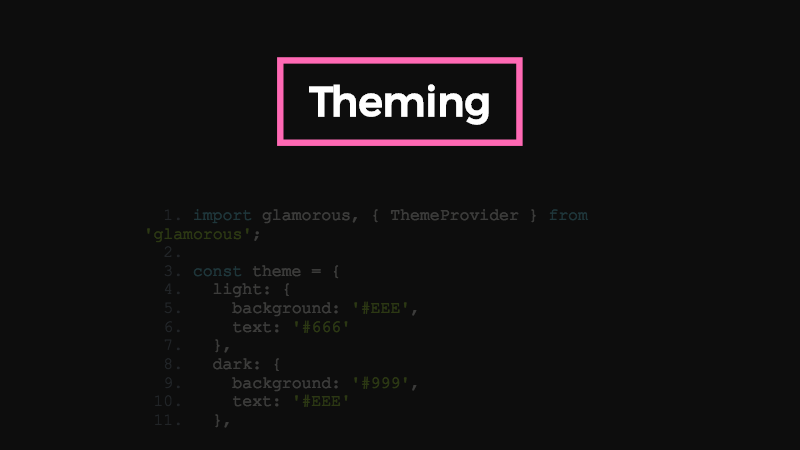 Theming
1. import glamorous, { ThemeProvider } from
'glamorous';
2.
3. const theme = {
4. light: {
5. background: '#EEE',
6. text: '#666'
7. },
8. dark: {
9. background: '#999',
10. text: '#EEE'
11. },